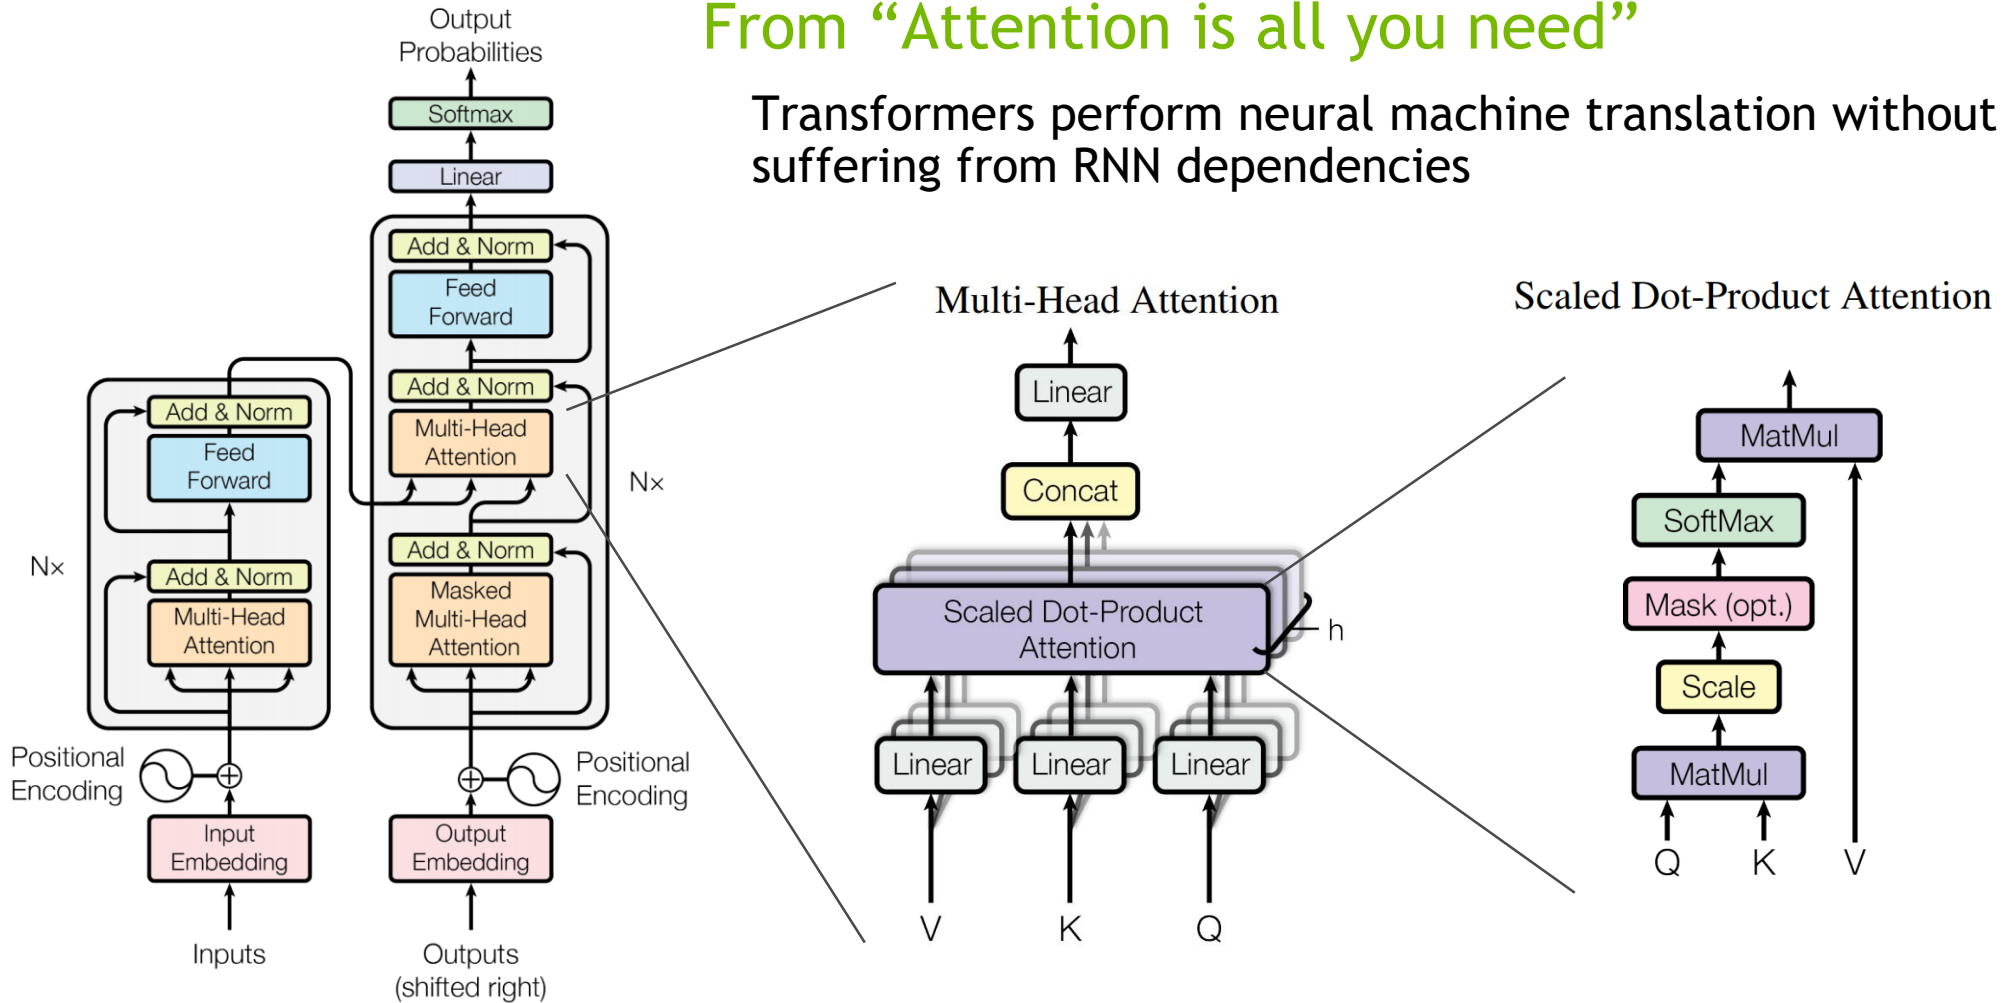 From “Attention is all you need”
Transformers perform neural machine translation without
suffering from RNN dependencies
Output
Probabilities
Softmax
Linear
Add & Norm
Feed
Forward
Add & Norm
Multi-Head
Attention
Nx
Add & Norm
Masked
Multi-Head
Attention
Positional
Encoding
Output
Embedding
Outputs
(shifted right)
Add & Norm
Feed
Forward
Nx
Add & Norm
Multi-Head
Attention
Positional
Encoding
Input
Embedding
Inputs
Multi-Head Attention
Linear
Concat
Scaled Dot-Product
Attention
h
Linear
Linear
Linear
V
K
Q
Scaled Dot-Product Attention
MatMul
SoftMax
Mask (opt.)
Scale
MatMul
Q
K
V